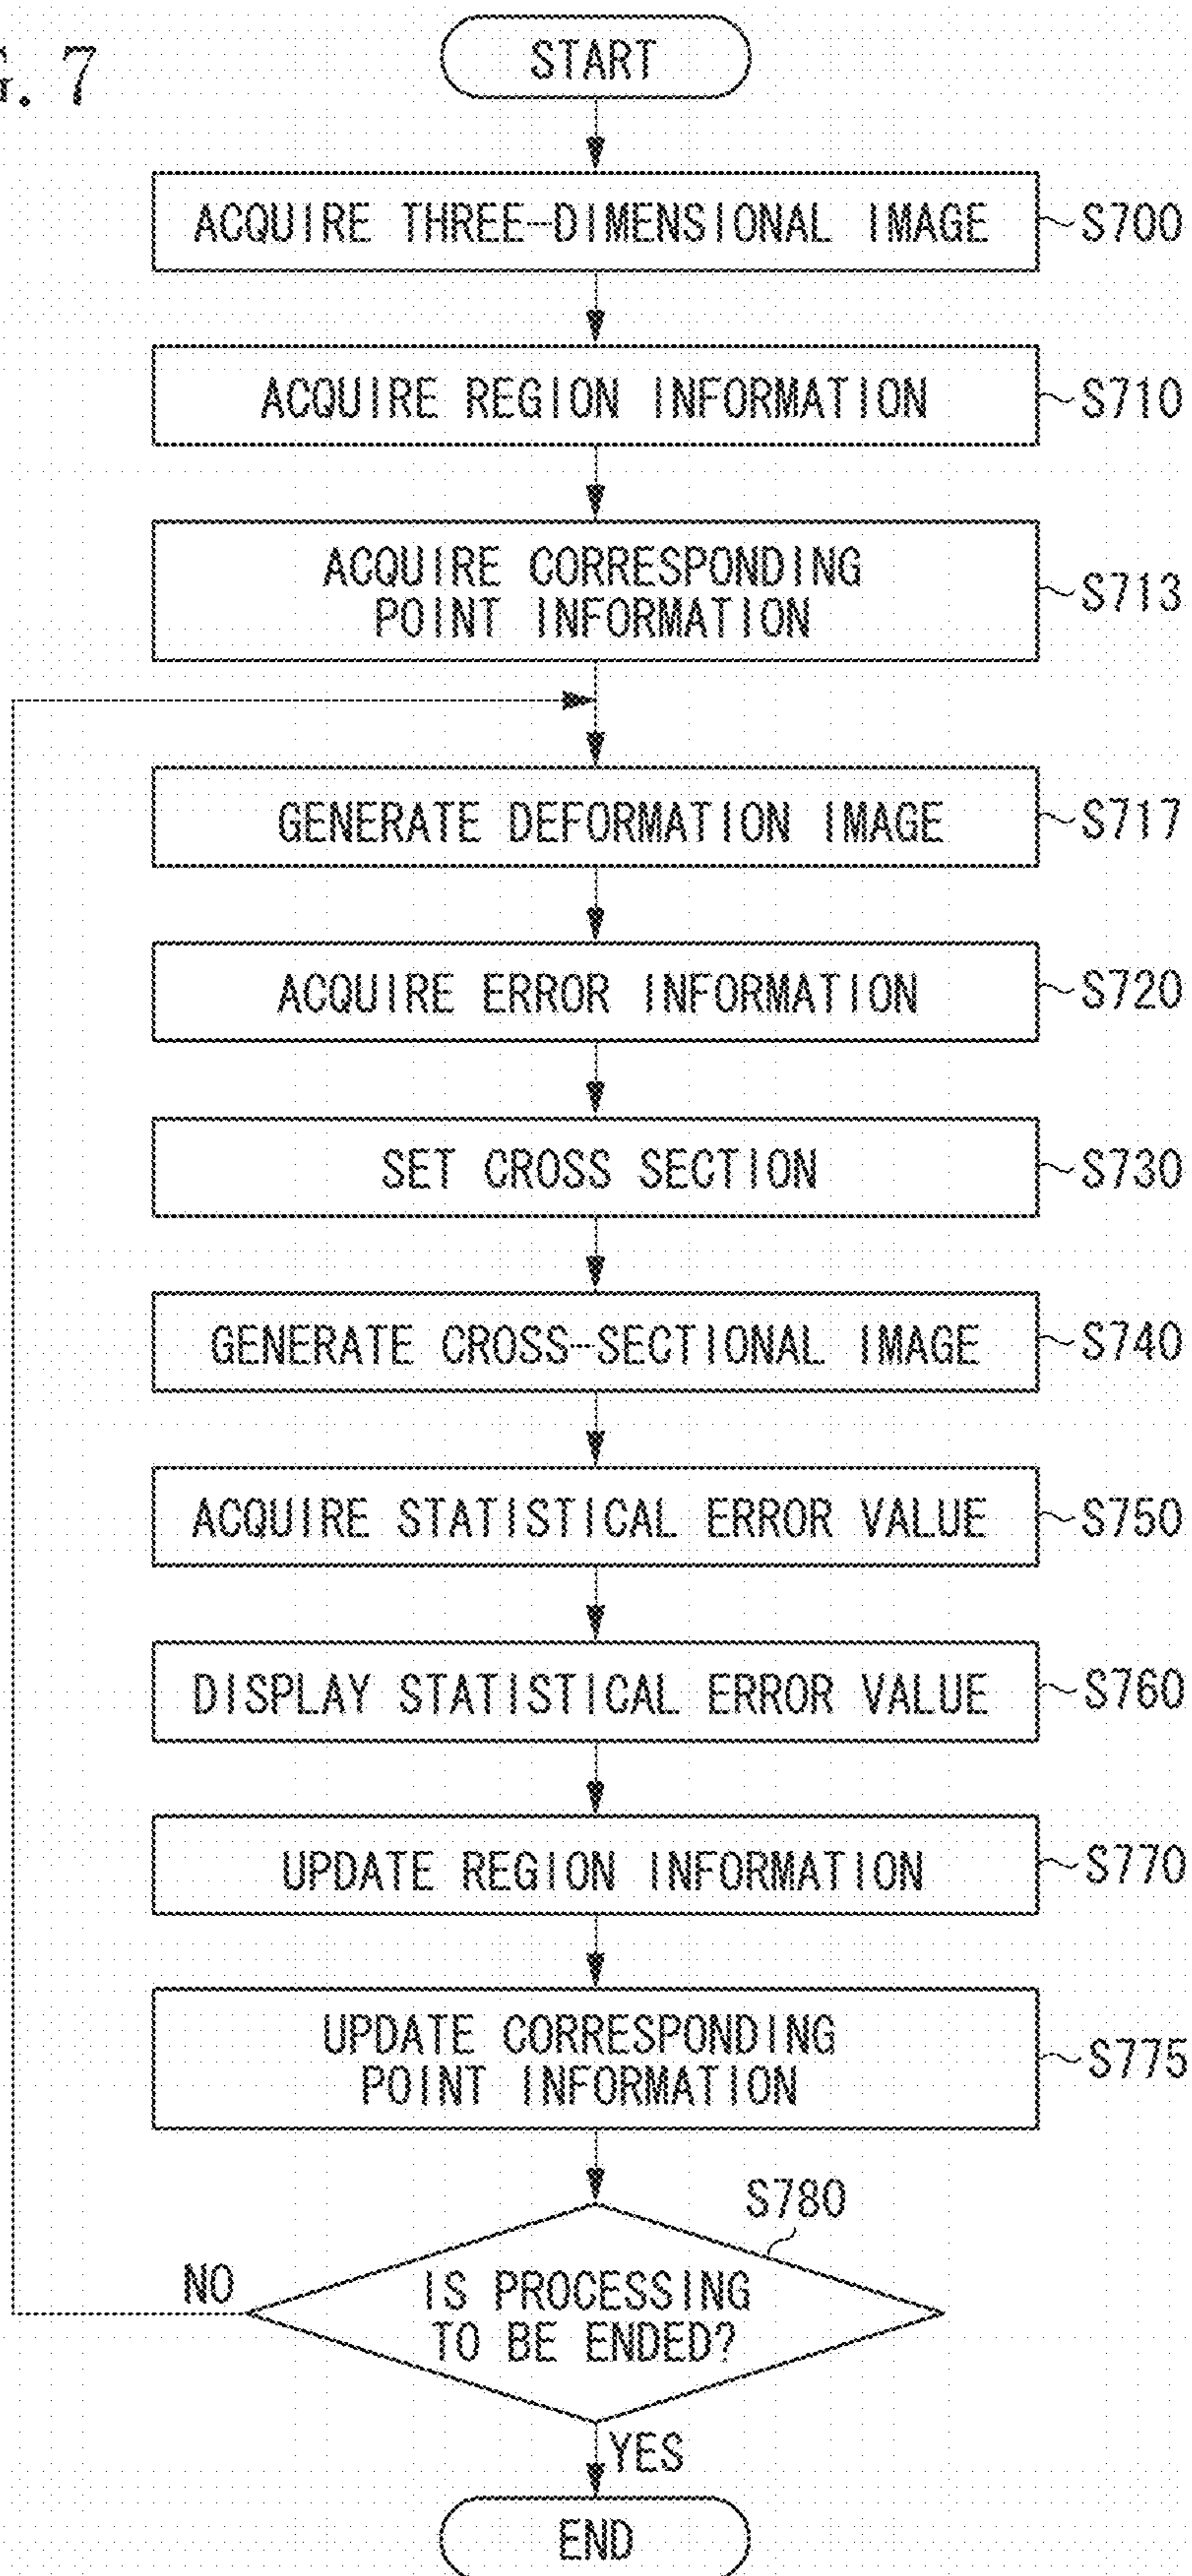 G. 7
START
ACQUIRE THREE-DIMENSIONAL IMAGE S700
ACQUIRE REGION INFORMATION S710
ACQUIRE CORRESPONDING
POINT INFORMATION S713
GENERATE DEFORMATION IMAGE S717
ACQUIRE ERROR INFORMATION S720
SET CROSS SECTION S730
GENERATE CROSS-SECTIONAL IMAGE S740
ACQUIRE STATISTICAL ERROR VALUE S750
DISPLAY STATISTICAL ERROR VALUE S760
UPDATE REGION INFORMATION S770
UPDATE CORRESPONDING
POINT INFORMATION S775
S780
NO
IS PROCESSING
TO BE ENDED?
YES
END